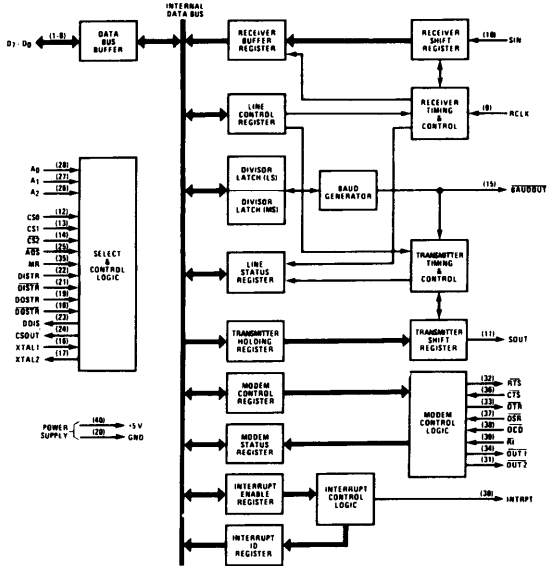 INTERNAL
DATA BUS
D7 - D0
(1-8)
DATA
BUS
BUFFER
RECEIVER
BUFFER
REGISTER
RECEIVER
SHIFT
REGISTER
(10)
SIN
LINE
CONTROL
REGISTER
RECEIVER
TIMING
&
CONTROL
(9)
RCLK
A0
(28)
A1
(27)
A2
(26)
CS0
(12)
CS1
(13)
CS2
(14)
ADS
(25)
MR
(35)
DISTR
(22)
DISTR
(21)
DOSTR
(19)
DOSTR
(18)
DDIS
(23)
CSOUT
(24)
XTAL1
(16)
XTAL2
(17)
SELECT
&
CONTROL
LOGIC
DIVISOR
LATCH (LS)
DIVISOR
LATCH (MS)
BAUD
GENERATOR
(15)
BAUDOUT
LINE
STATUS
REGISTER
TRANSMITTER
TIMING
&
CONTROL
TRANSMITTER
HOLDING
REGISTER
TRANSMITTER
SHIFT
REGISTER
(11)
SOUT
MODEM
CONTROL
REGISTER
MODEM
STATUS
REGISTER
MODEM
CONTROL
LOGIC
(32)
RTS
(36)
CTS
(33)
DTR
(37)
DSR
(38)
DCD
(39)
RI
(34)
OUT 1
(31)
OUT 2
POWER
SUPPLY
(40)
+5V
(20)
GND
INTERRUPT
ENABLE
REGISTER
INTERRUPT
CONTROL
LOGIC
(30)
INTRPT
INTERRUPT
ID
REGISTER